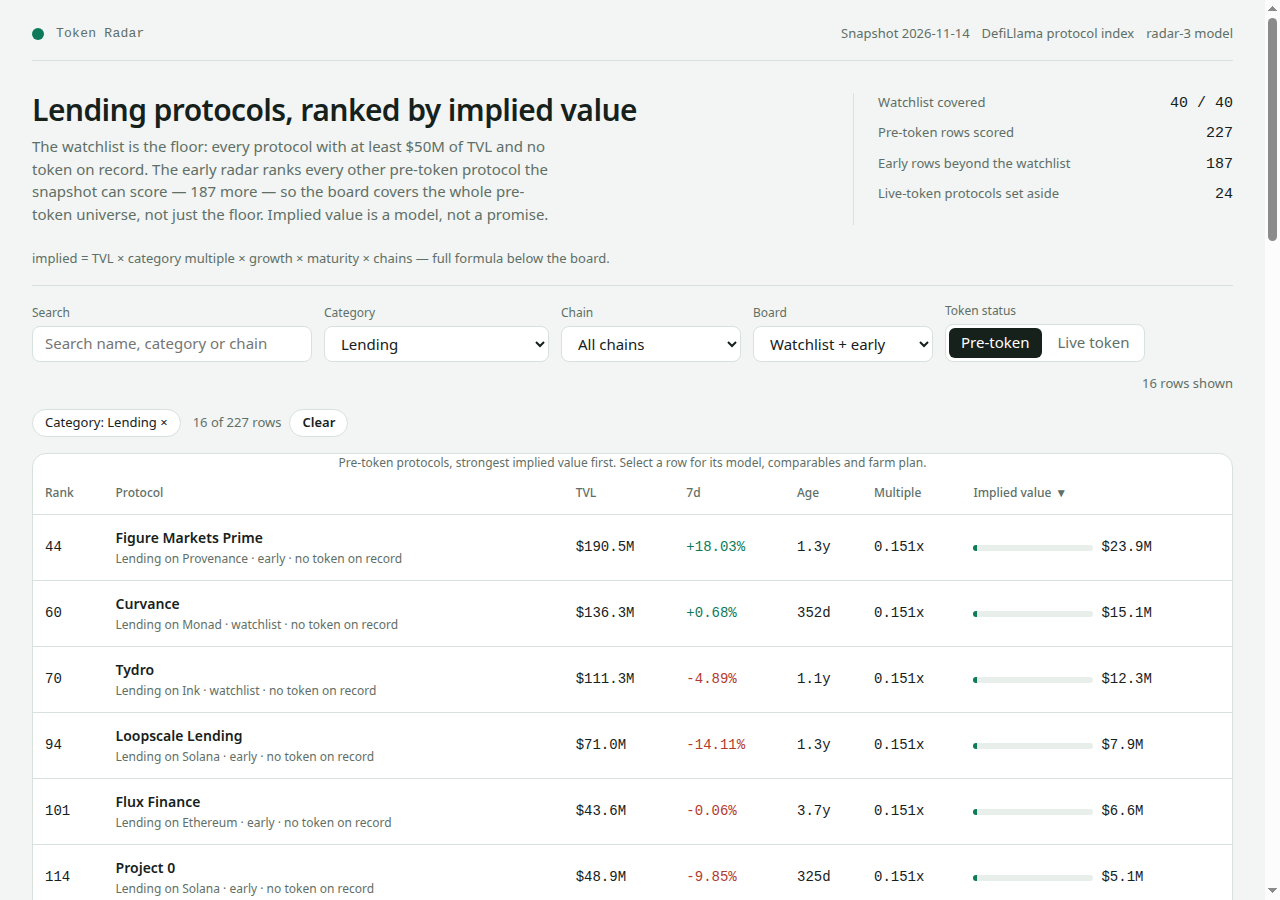 Token Radar
Snapshot 2026-11-14 DefiLlama protocol index radar-3 model
Lending protocols, ranked by implied value
The watchlist is the floor: every protocol with at least $50M of TVL and no
token on record. The early radar ranks every other pre-token protocol the
snapshot can score — 187 more — so the board covers the whole pre-
token universe, not just the floor. Implied value is a model, not a promise.
Watchlist covered 40 / 40
Pre-token rows scored 227
Early rows beyond the watchlist 187
Live-token protocols set aside 24
implied = TVL × category multiple × growth × maturity × chains — full formula below the board.
Search Category Chain Board Token status
Search name, category or chain Lending All chains Watchlist + early Pre-token Live token
16 rows shown
Category: Lending × 16 of 227 rows Clear
Pre-token protocols, strongest implied value first. Select a row for its model, comparables and farm plan.
Rank Protocol TVL 7d Age Multiple Implied value ▼
44 Figure Markets Prime $190.5M +18.03% 1.3y 0.151x $23.9M
Lending on Provenance · early · no token on record
60 Curvance $136.3M +0.68% 352d 0.151x $15.1M
Lending on Monad · watchlist · no token on record
70 Tydro $111.3M -4.89% 1.1y 0.151x $12.3M
Lending on Ink · watchlist · no token on record
94 Loopscale Lending $71.0M -14.11% 1.3y 0.151x $7.9M
Lending on Solana · early · no token on record
101 Flux Finance $43.6M -0.06% 3.7y 0.151x $6.6M
Lending on Ethereum · early · no token on record
114 Project 0 $48.9M -9.85% 325d 0.151x $5.1M
Lending on Solana · early · no token on record